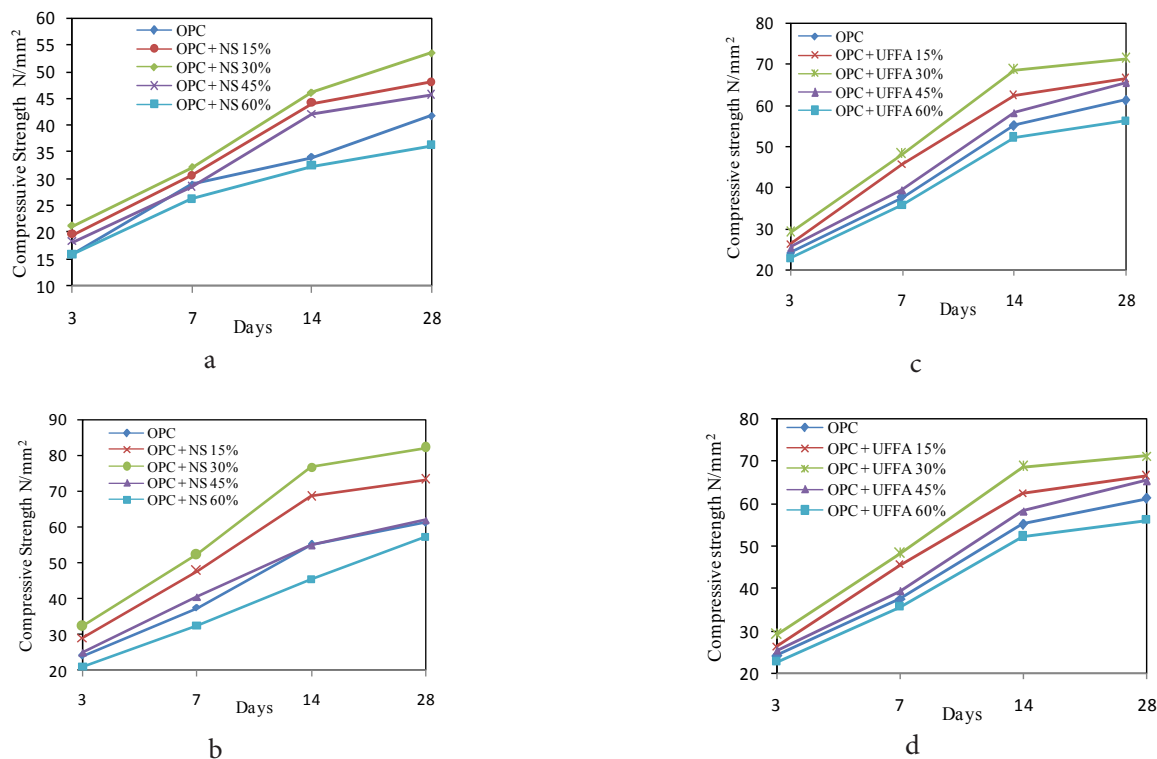 Compressuive Strength N/mm²
60
55
50
45
40
35
30
25
20
15
10
OPC
OPC + NS 15%
OPC + NS 30%
OPC + NS 45%
OPC + NS 60%
3 7 14 28
Days
a
Compressive strength N/mm²
80
70
60
50
40
30
20
OPC
OPC + UFFA 15%
OPC + UFFA 30%
OPC + UFFA 45%
OPC + UFFA 60%
3 7 14 28
Days
c
Compressive Strength N/mm²
90
80
70
60
50
40
30
20
OPC
OPC + NS 15%
OPC + NS 30%
OPC + NS 45%
OPC + NS 60%
3 7 14 28
Days
b
Compressive strength N/mm²
80
70
60
50
40
30
20
OPC
OPC + UFFA 15%
OPC + UFFA 30%
OPC + UFFA 45%
OPC + UFFA 60%
3 7 14 28
Days
d